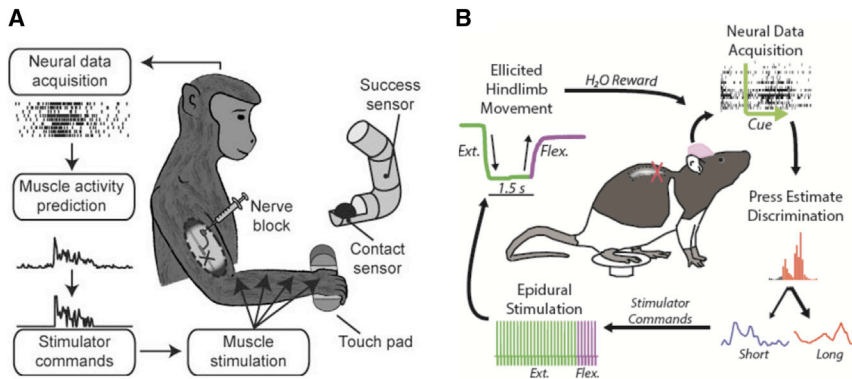 A
Neural data
acquisition
Muscle activity
prediction
Stimulator
commands
Muscle
stimulation
Nerve
block
Success
sensor
Contact
sensor
Touch pad
B
Ellicited
Hindlimb
Movement
H₂O Reward
Neural Data
Acquisition
Cue
Ext.
Flex.
1.5 s
Press Estimate
Discrimination
Short
Long
Stimulator
Commands
Epidural
Stimulation
Ext.
Flex.